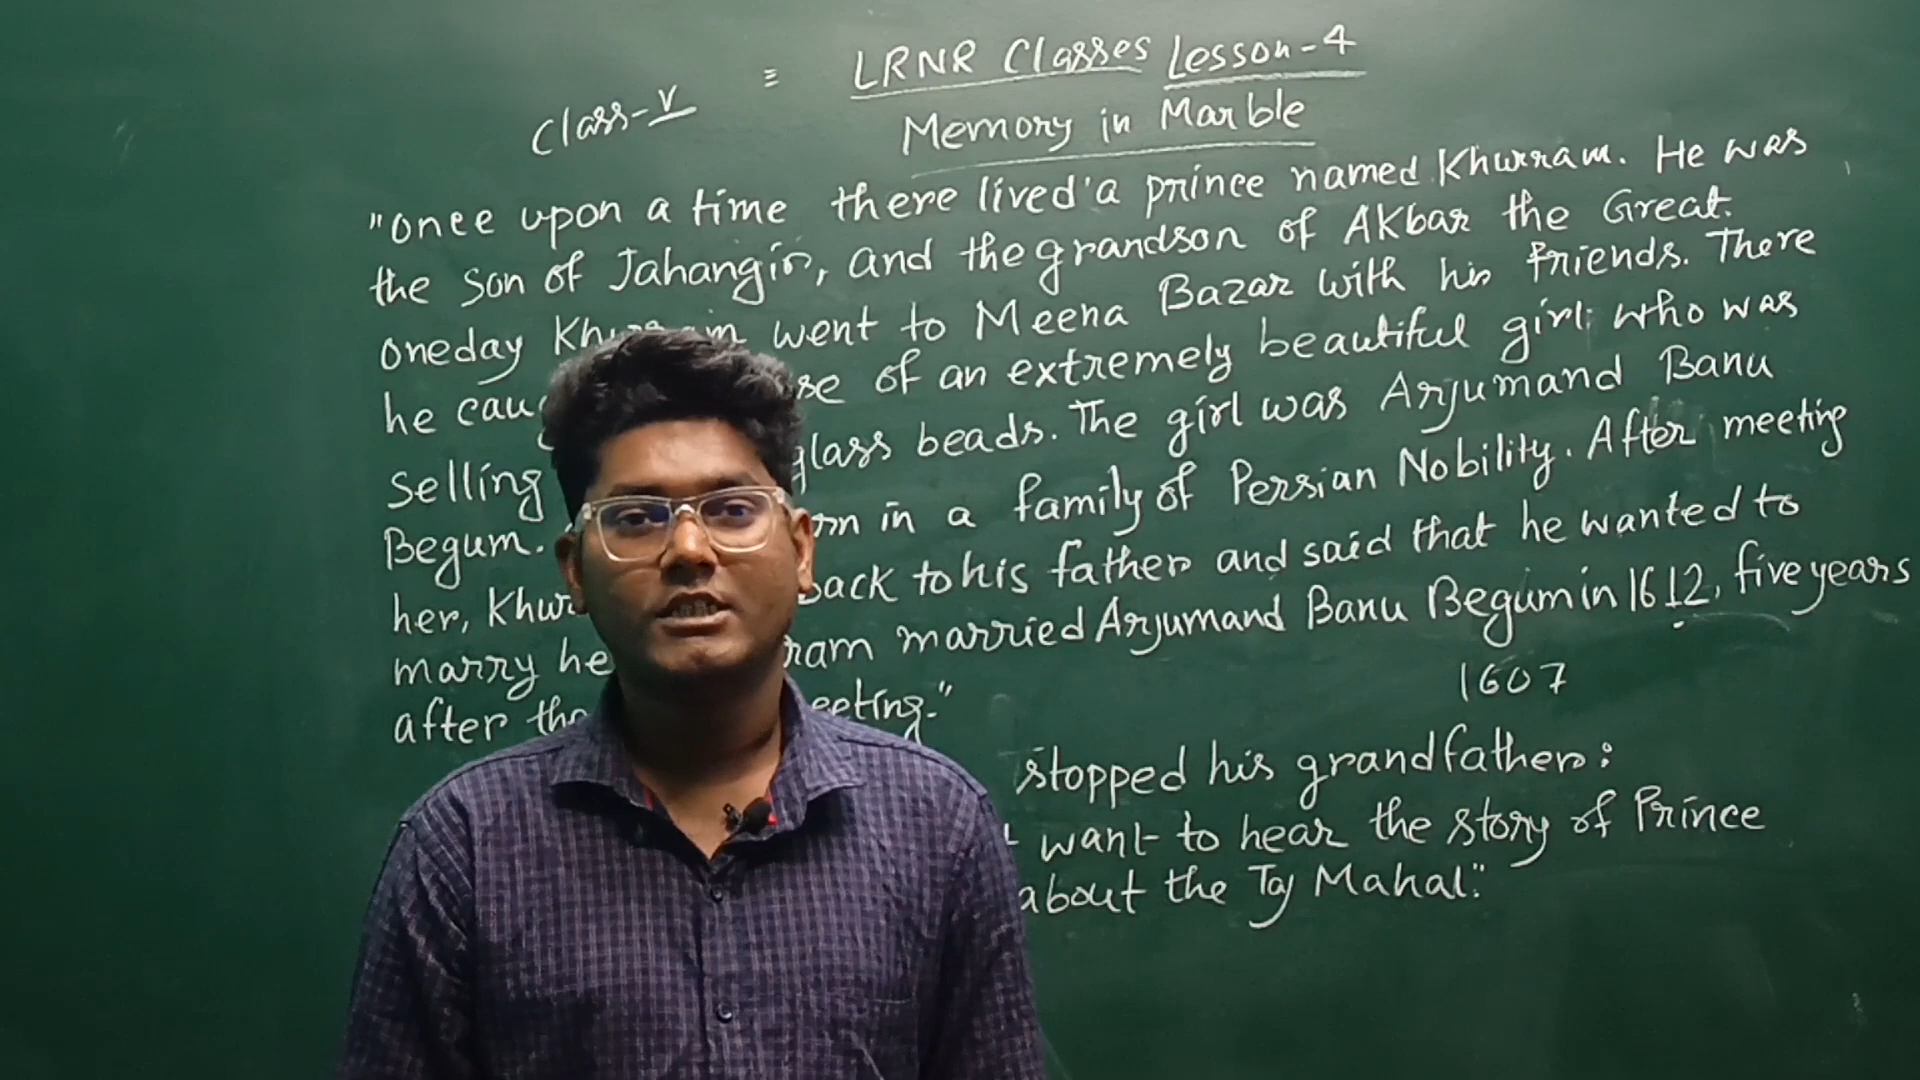 LRNR Classes Lesson-4
Class-V
Memory in Marble
"Once upon a time there lived a prince named Khurram. He was
the son of Jahangir, and the grandson of Akbar the Great.
oneday Khurram went to Meena Bazar with his friends. There
he of an extremely beautiful girl who was
selling glass beads. The girl was Arjumand Banu
Begum. in a family of Persian Nobility. After meeting
her, back to his father and said that he wanted to
marry married Arjumand Banu Begum in 1612, five years
after
1607
stopped his grandfather:
want to hear the story of Prince
about the Taj Mahal."